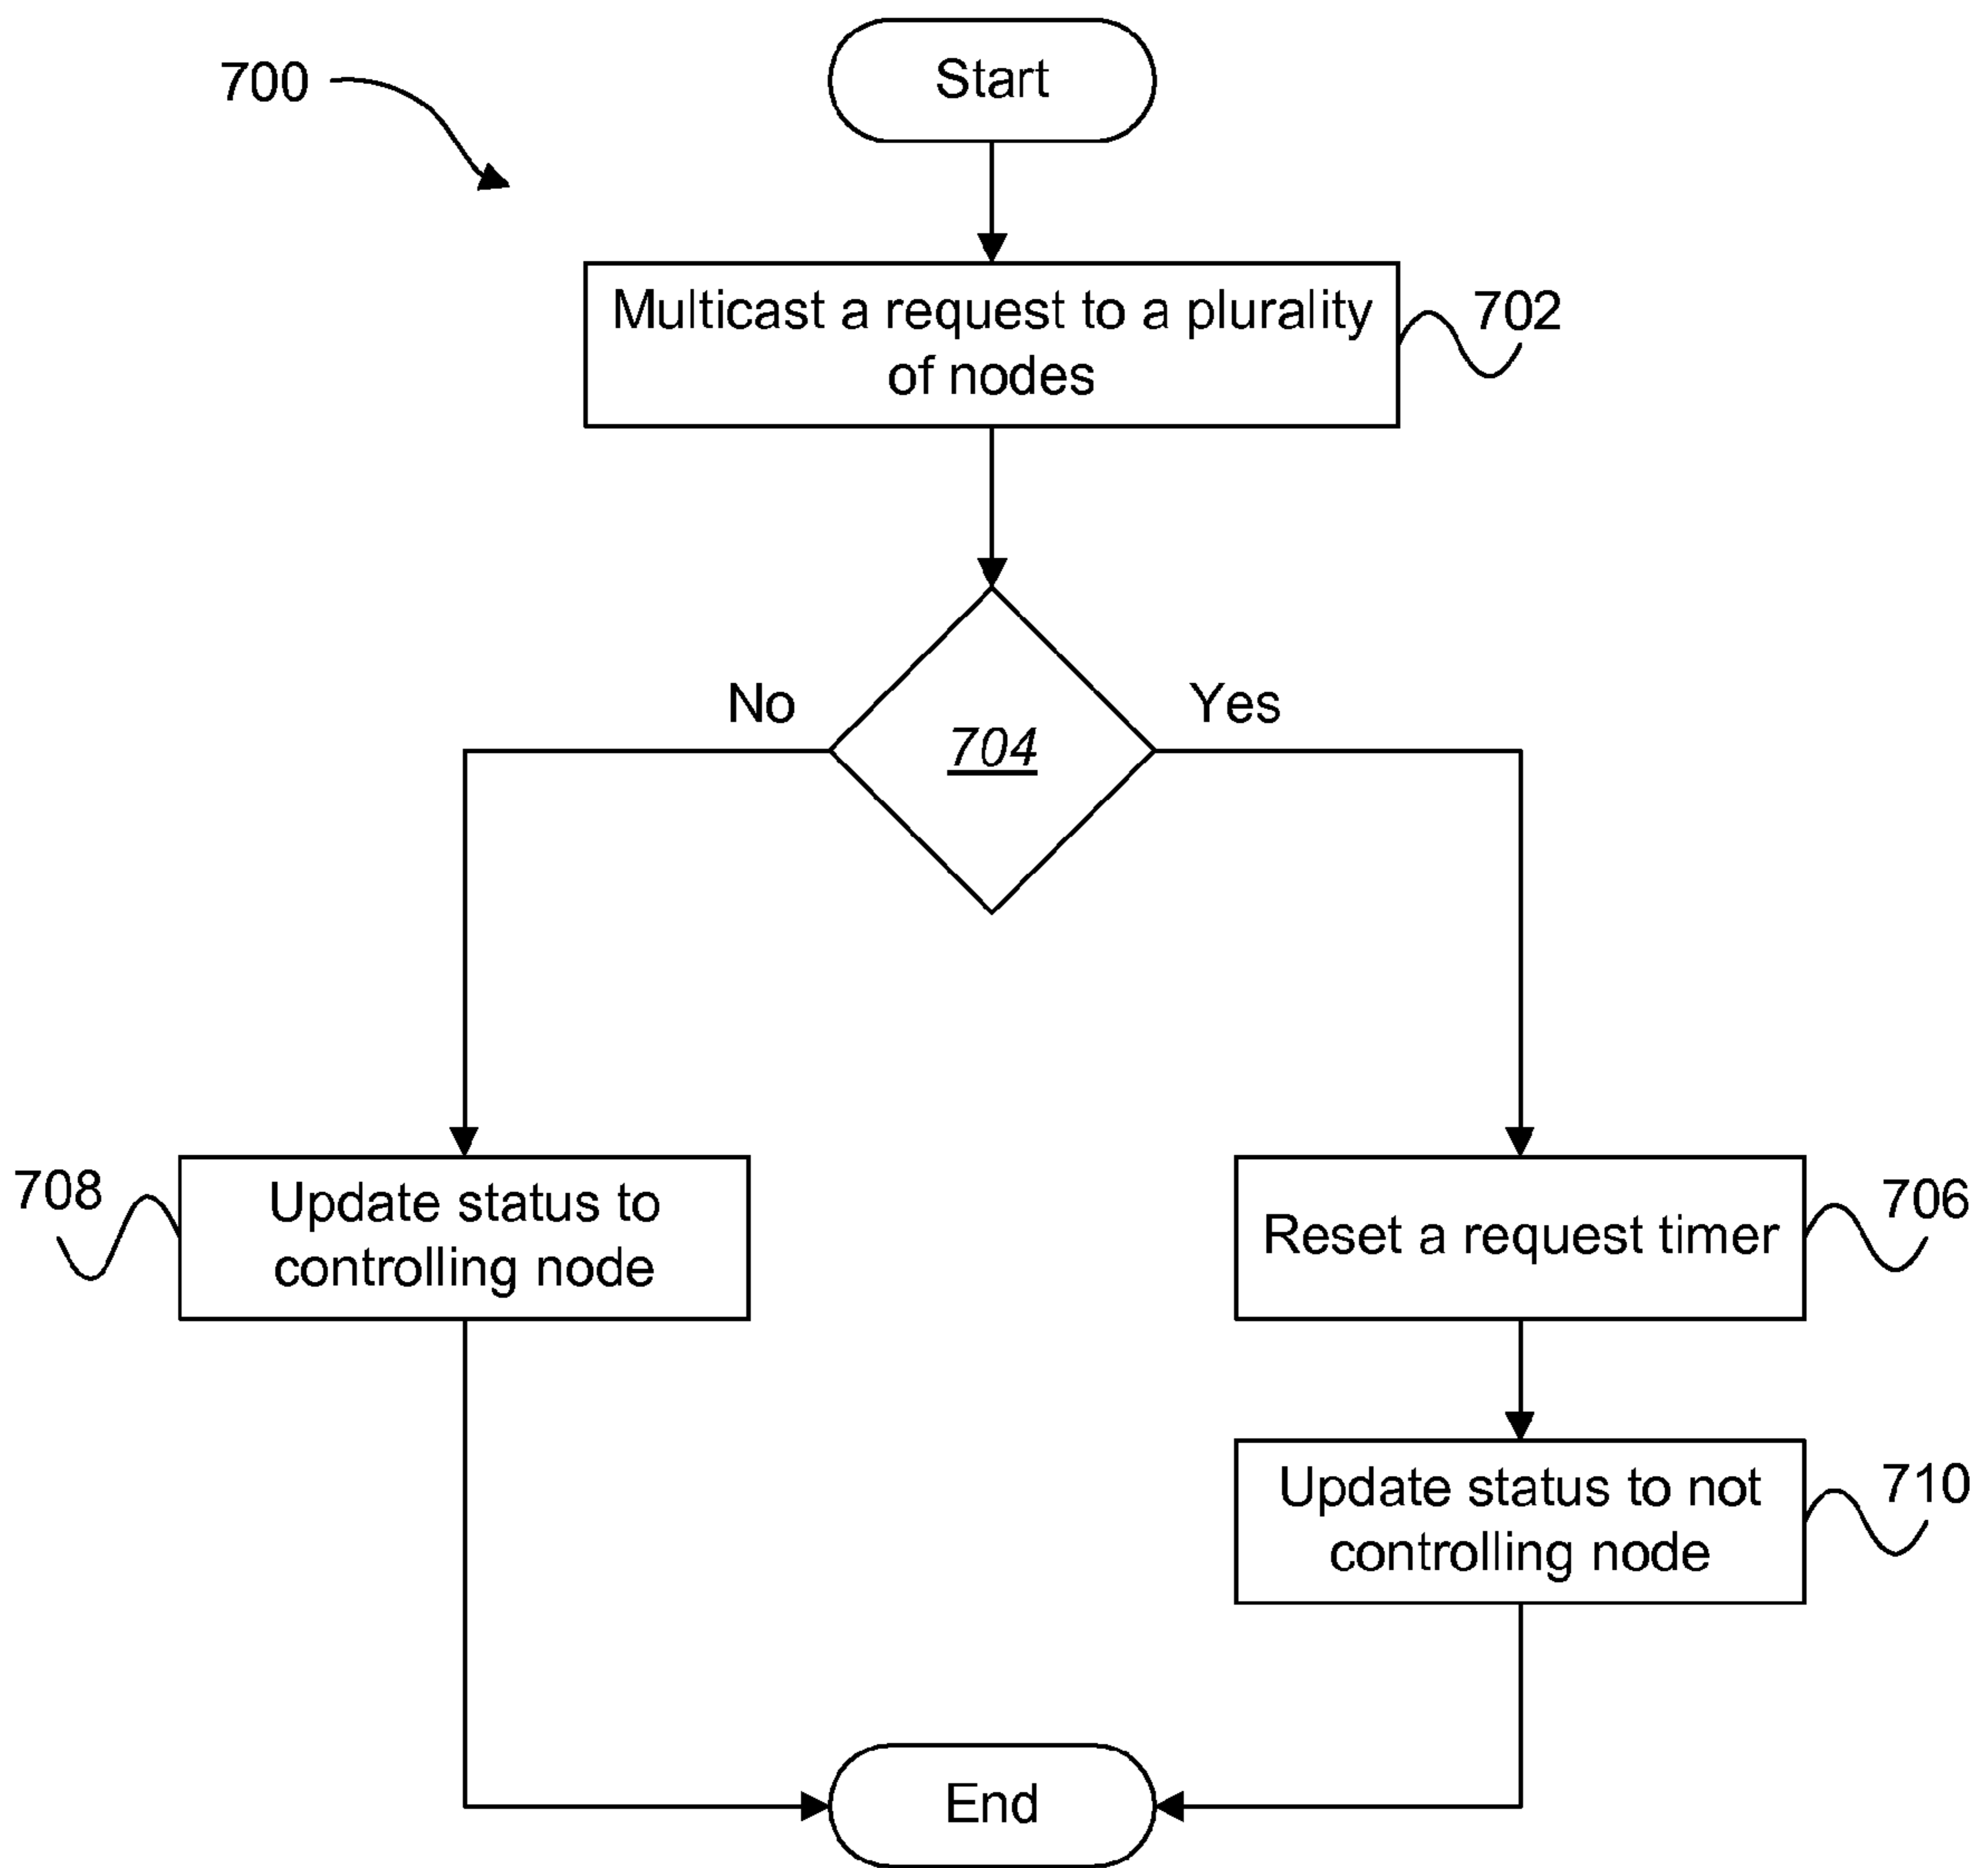 700
Start
Multicast a request to a plurality
of nodes
702
No
Yes
704
708
Update status to
controlling node
Reset a request timer
706
Update status to not
controlling node
710
End